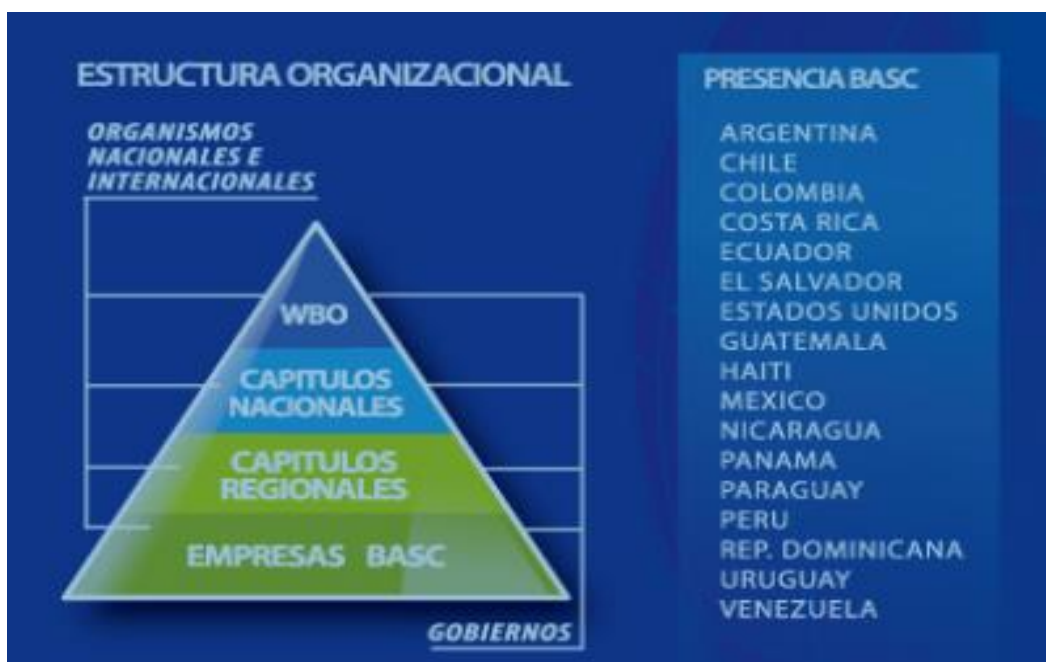 ESTRUCTURA ORGANIZACIONAL
ORGANISMOS
NACIONALES E
INTERNACIONALES
WBO
CAPITULOS
NACIONALES
CAPITULOS
REGIONALES
EMPRESAS BASC
GOBIERNOS
PRESENCIA BASC
ARGENTINA
CHILE
COLOMBIA
COSTA RICA
ECUADOR
EL SALVADOR
ESTADOS UNIDOS
GUATEMALA
HAITI
MEXICO
NICARAGUA
PANAMA
PARAGUAY
PERU
REP. DOMINICANA
URUGUAY
VENEZUELA